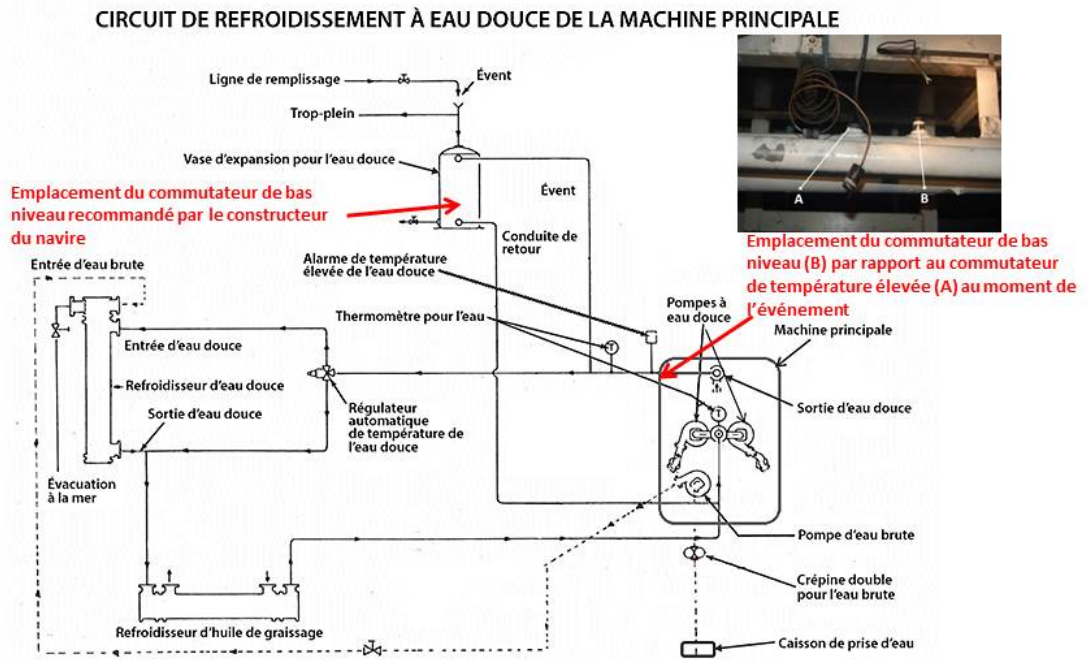 CIRCUIT DE REFROIDISSEMENT À EAU DOUCE DE LA MACHINE PRINCIPALE
Ligne de remplissage
Évent
Trop-plein
Vase d'expansion pour l'eau douce
Évent
Emplacement du commutateur de bas
niveau recommandé par le constructeur
du navire
Conduite de
retour
A
B
Emplacement du commutateur de bas
niveau (B) par rapport au commutateur
de température élevée (A) au moment de
l'événement
Entrée d'eau brute
Alarme de température
élevée de l'eau douce
Pompes à
eau douce
Thermomètre pour l'eau
T
Machine principale
Entrée d'eau douce
Refroidisseur d'eau douce
Sortie d'eau douce
Régulateur
automatique
de température de
l'eau douce
Sortie d'eau douce
T
Évacuation
à la mer
Pompe d'eau brute
Crépine double
pour l'eau brute
Refroidisseur d'huile de graissage
Caisson de prise d'eau